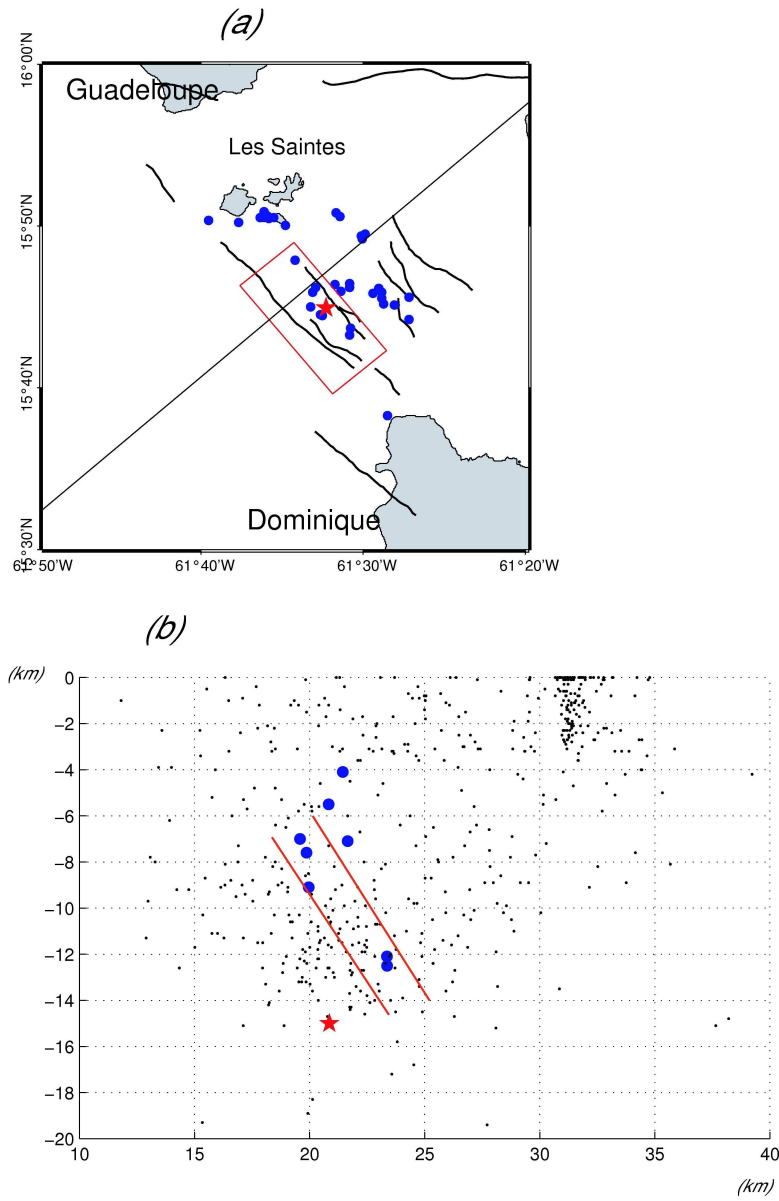 (a)
16°00'N
Guadeloupe
Les Saintes
15°50'N
15°40'N
Dominique
15°30'N
61°50'W 61°40'W 61°30'W 61°20'W
(b)
(km)
0
−2
−4
−6
−8
−10
−12
−14
−16
−18
−20
10 15 20 25 30 35 40
(km)